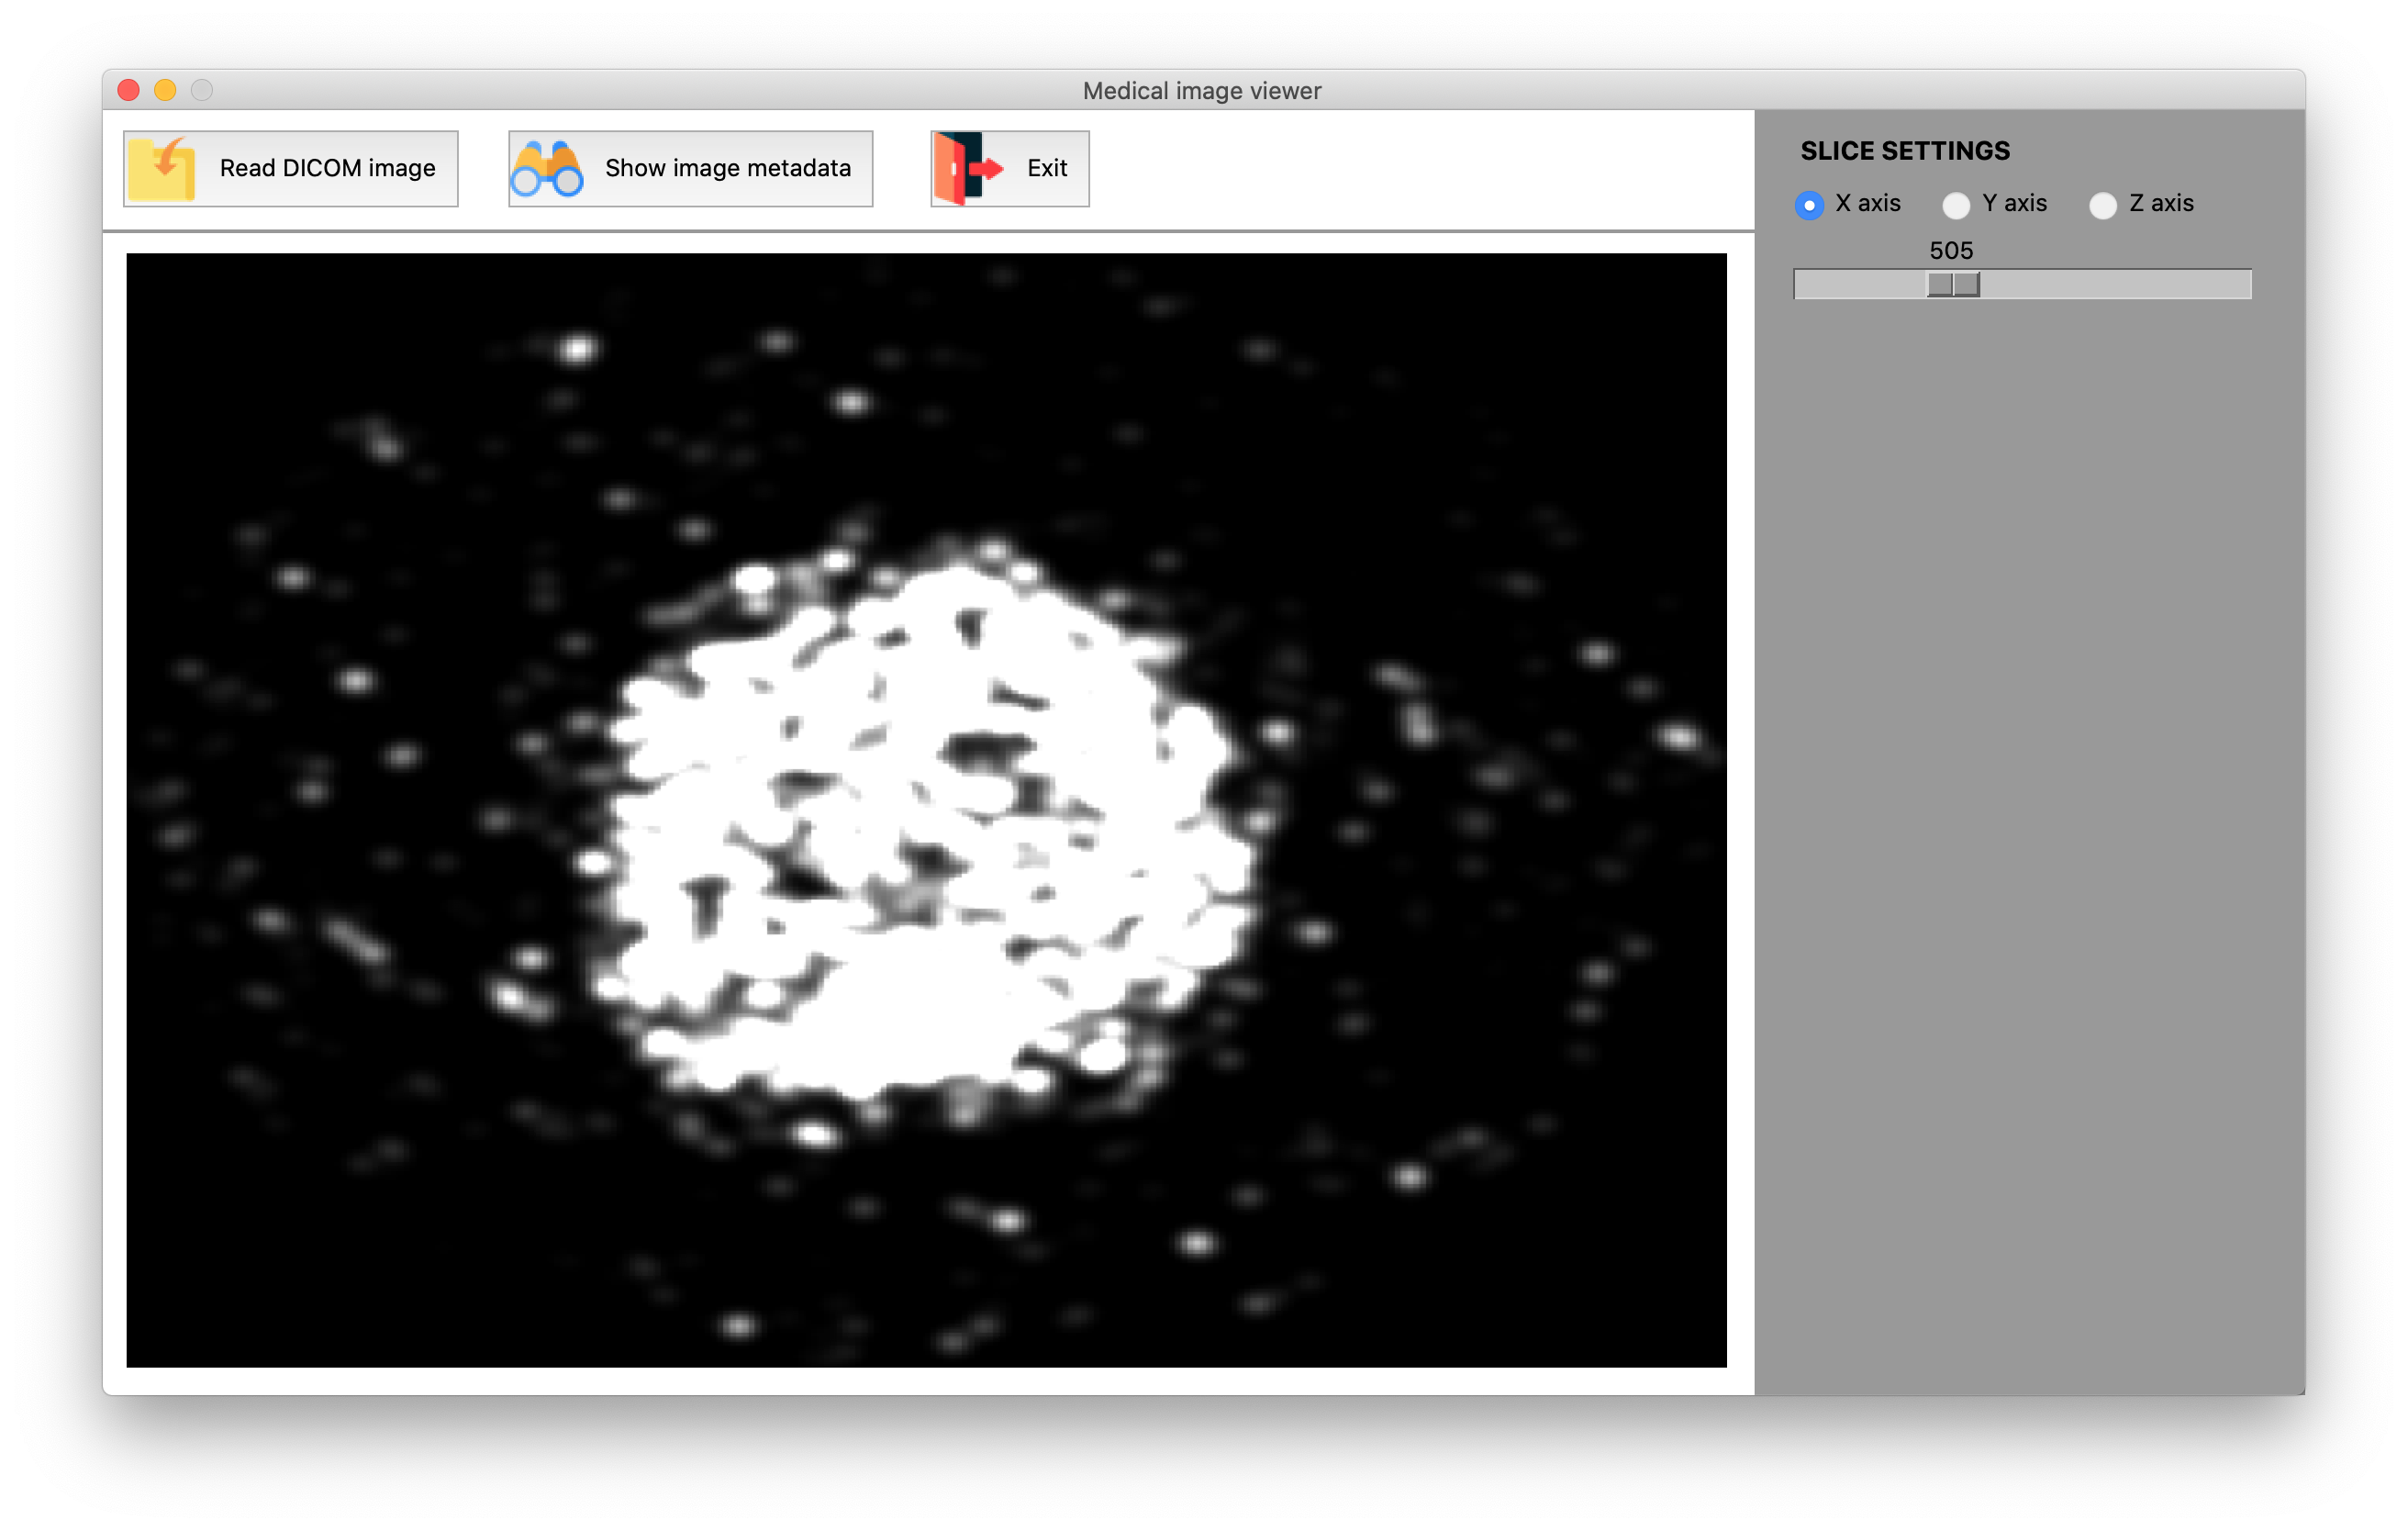 Medical image viewer
Read DICOM image
Show image metadata
Exit
SLICE SETTINGS
X axis
Y axis
Z axis
505